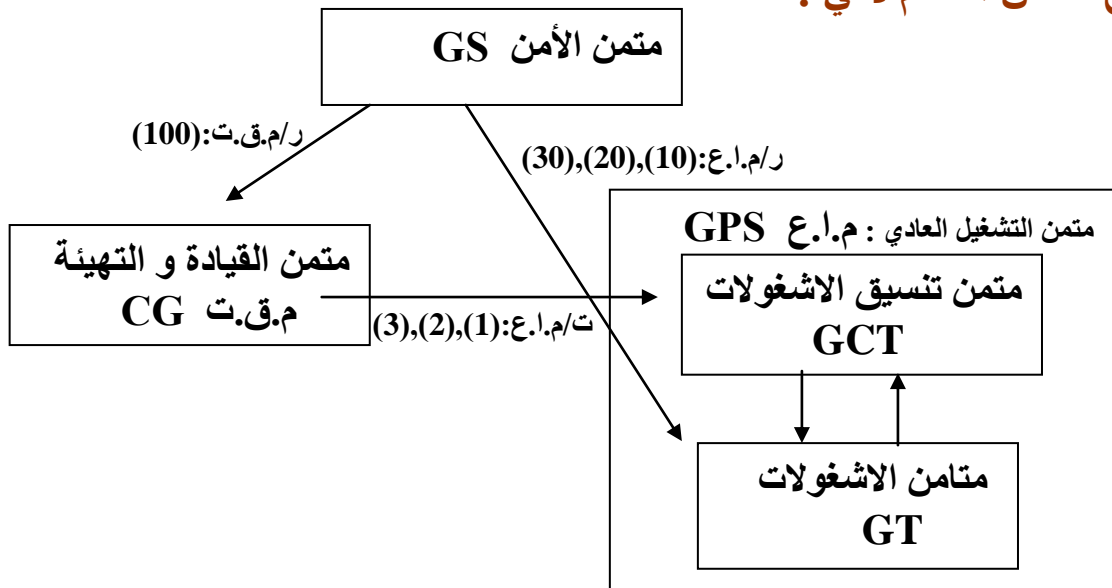 متمن الأمن GS
ر/م.ق.ت:(100)
ر/م.ا.ع:(10),(20),(30)
متمن التشغيل العادي : م.ا.ع GPS
متمن القيادة و التهيئة
م.ق.ت CG
متمن تنسيق الاشغولات
GCT
ت/م.ا.ع:(1),(2),(3)
متامن الاشغولات
GT